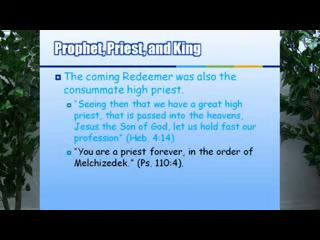 Prophet, Priest, and King
The coming Redeemer was also the
consummate high priest.
"Seeing then that we have a great high
priest, that is passed into the heavens,
Jesus the Son of God, let us hold fast our
profession" (Heb. 4:14)
"You are a priest forever, in the order of
Melchizedek." (Ps. 110:4).